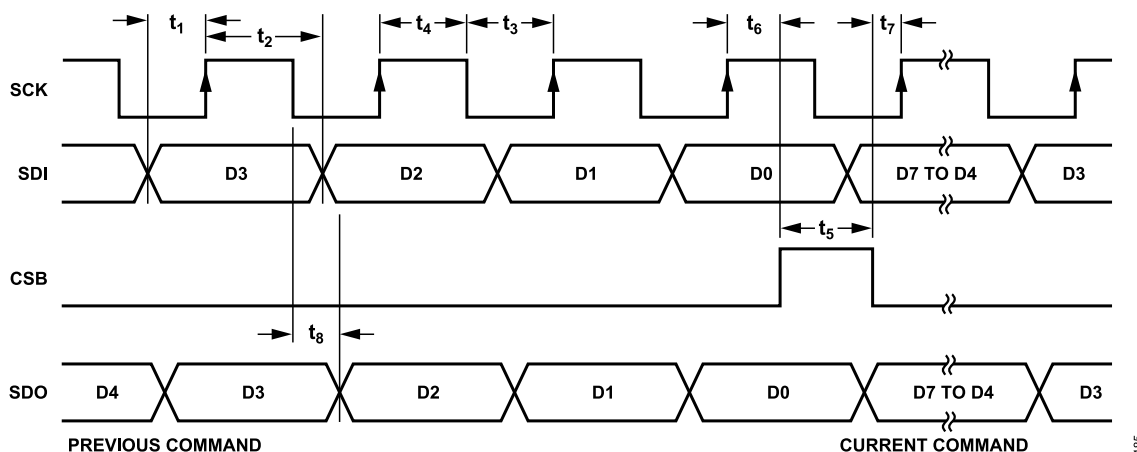 t1 t2 t4 t3 t6 t7
SCK
SDI D3 D2 D1 D0 D7 TO D4 D3
t5
CSB
t8
SDO D4 D3 D2 D1 D0 D7 TO D4 D3
PREVIOUS COMMAND CURRENT COMMAND